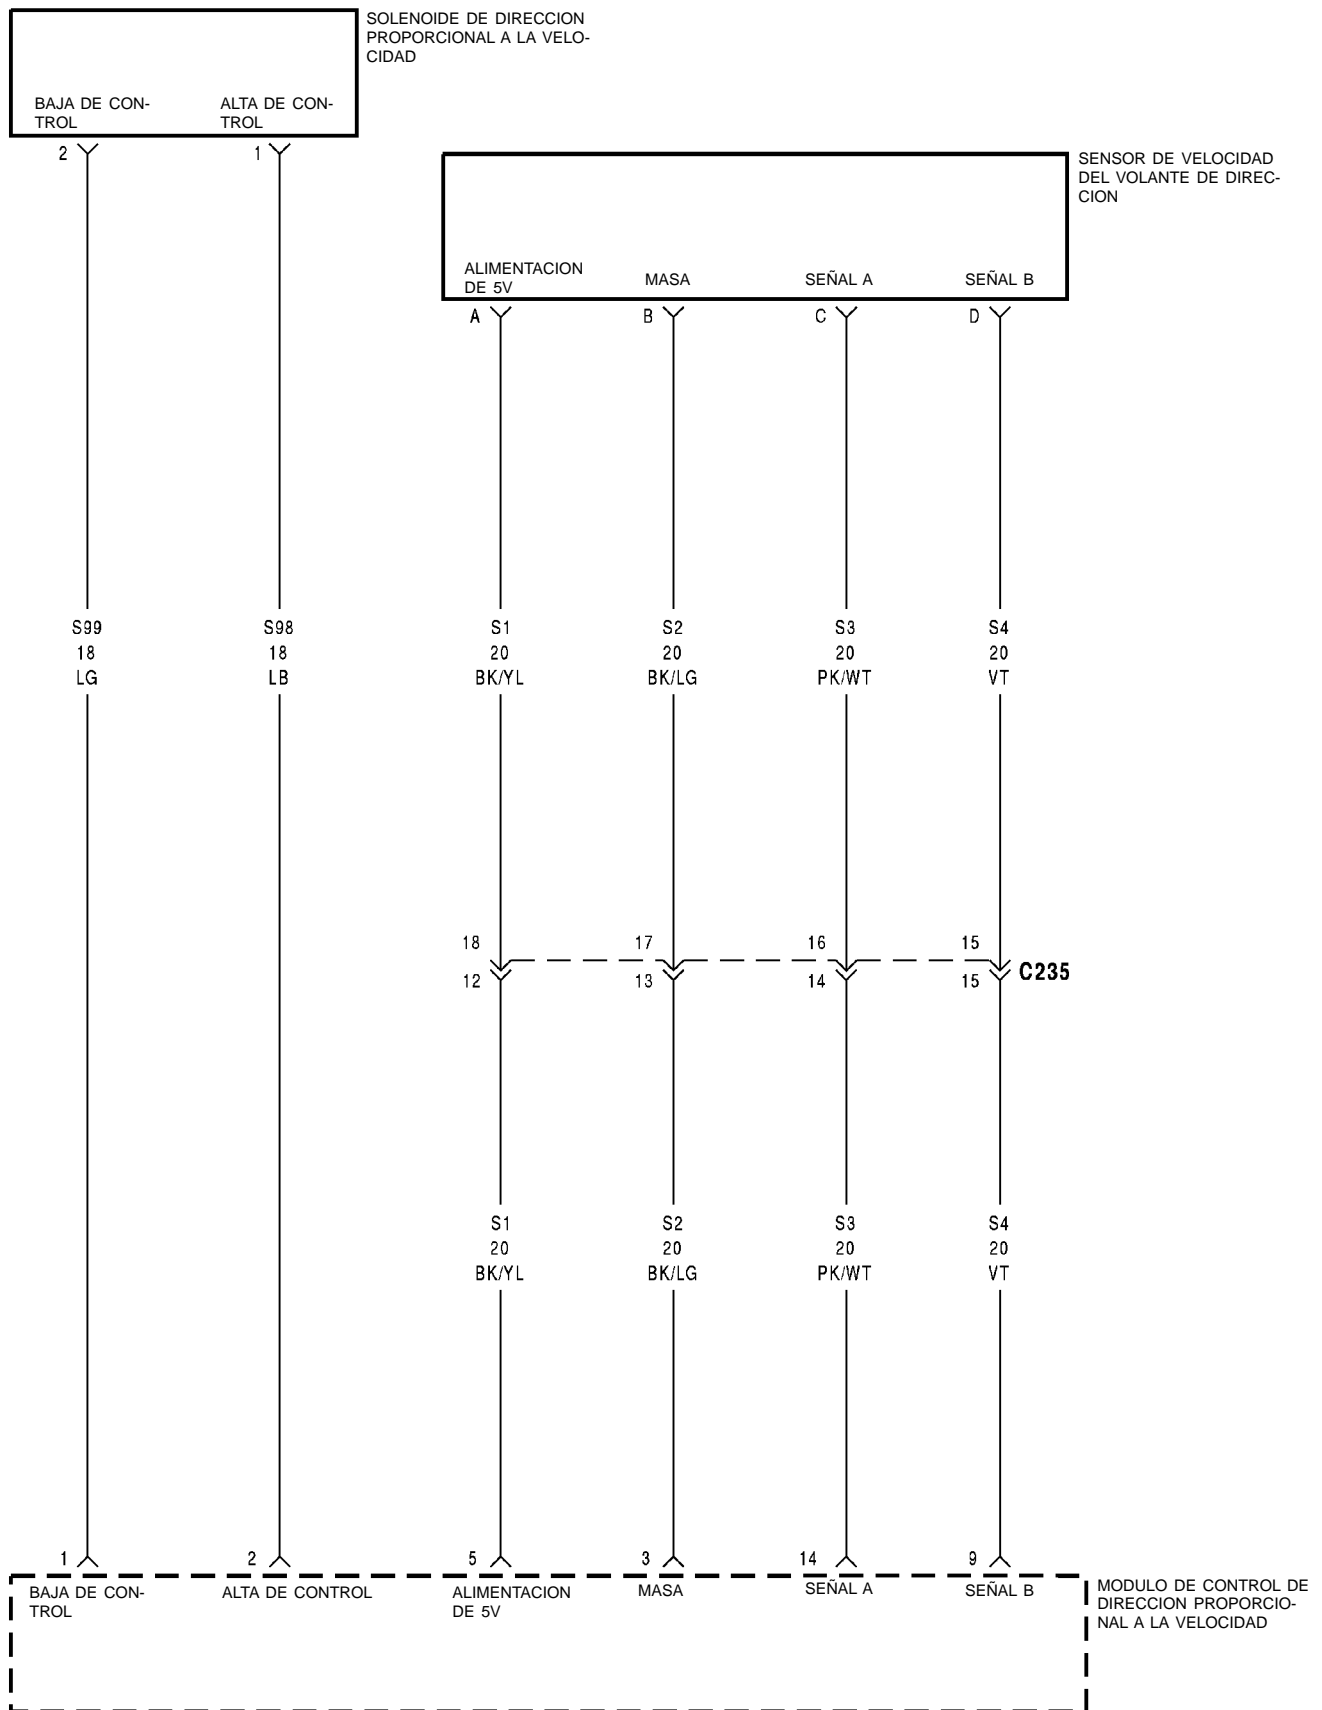 SOLENOIDE DE DIRECCION
PROPORCIONAL A LA VELO-
CIDAD
BAJA DE CON-
TROL
ALTA DE CON-
TROL
2
1
SENSOR DE VELOCIDAD
DEL VOLANTE DE DIREC-
CION
ALIMENTACION
DE 5V
MASA
SEÑAL A
SEÑAL B
A
B
C
D
S99
18
LG
S98
18
LB
S1
20
BK/YL
S2
20
BK/LG
S3
20
PK/WT
S4
20
VT
18
17
16
15
12
13
14
15
C235
S1
20
BK/YL
S2
20
BK/LG
S3
20
PK/WT
S4
20
VT
1
2
5
3
14
9
BAJA DE CON-
TROL
ALTA DE CONTROL
ALIMENTACION
DE 5V
MASA
SEÑAL A
SEÑAL B
MODULO DE CONTROL DE
DIRECCION PROPORCIO-
NAL A LA VELOCIDAD